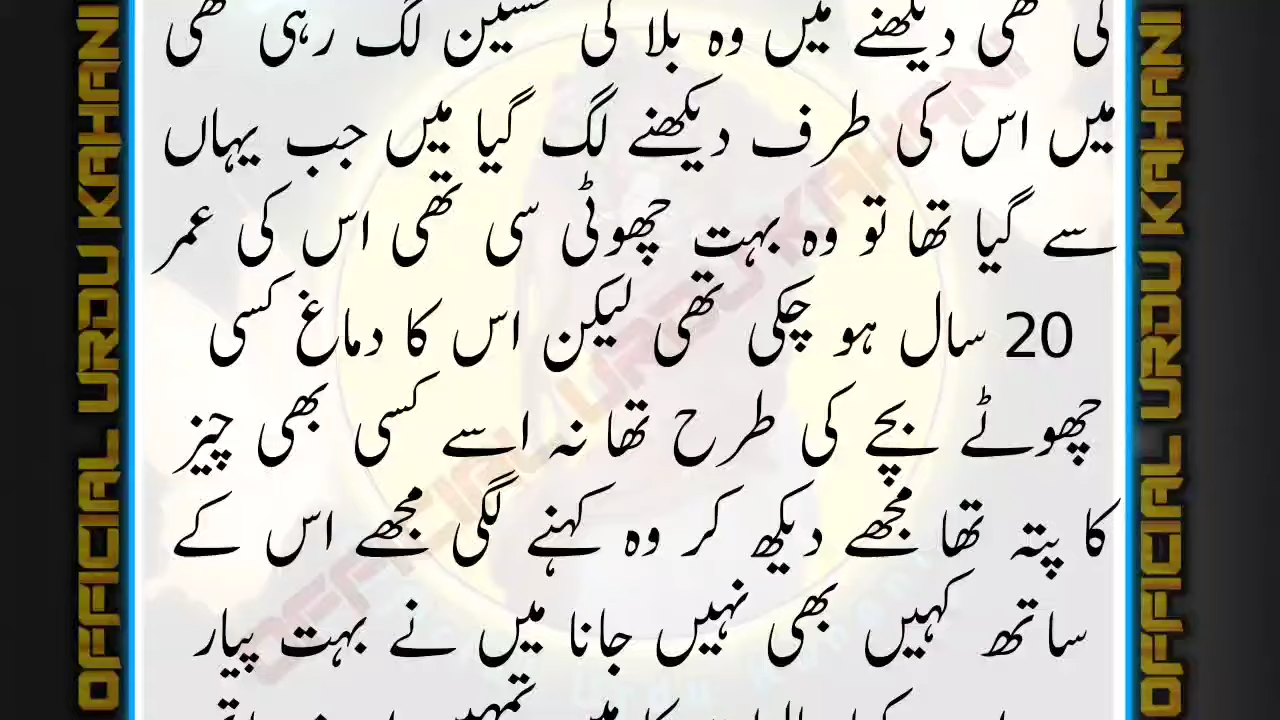 کی تھی دیکھنے میں وہ بلا کی حسین لگ رہی تھی
میں اس کی طرف دیکھنے لگ گیا میں جب یہاں
سے گیا تھا تو وہ بہت چھوٹی سی تھی اس کی عمر
20 سال ہو چکی تھی لیکن اس کا دماغ کسی
چھوٹے بچے کی طرح تھا نہ اسے کسی بھی چیز
کا پتہ تھا مجھے دیکھ کر وہ کہنے لگی مجھے اس کے
ساتھ کہیں بھی نہیں جانا میں نے بہت پیار
OFFICIAL URDU KAHANI
OFFICIAL URDU KAHANI
OFFICIAL URDU KAHANI